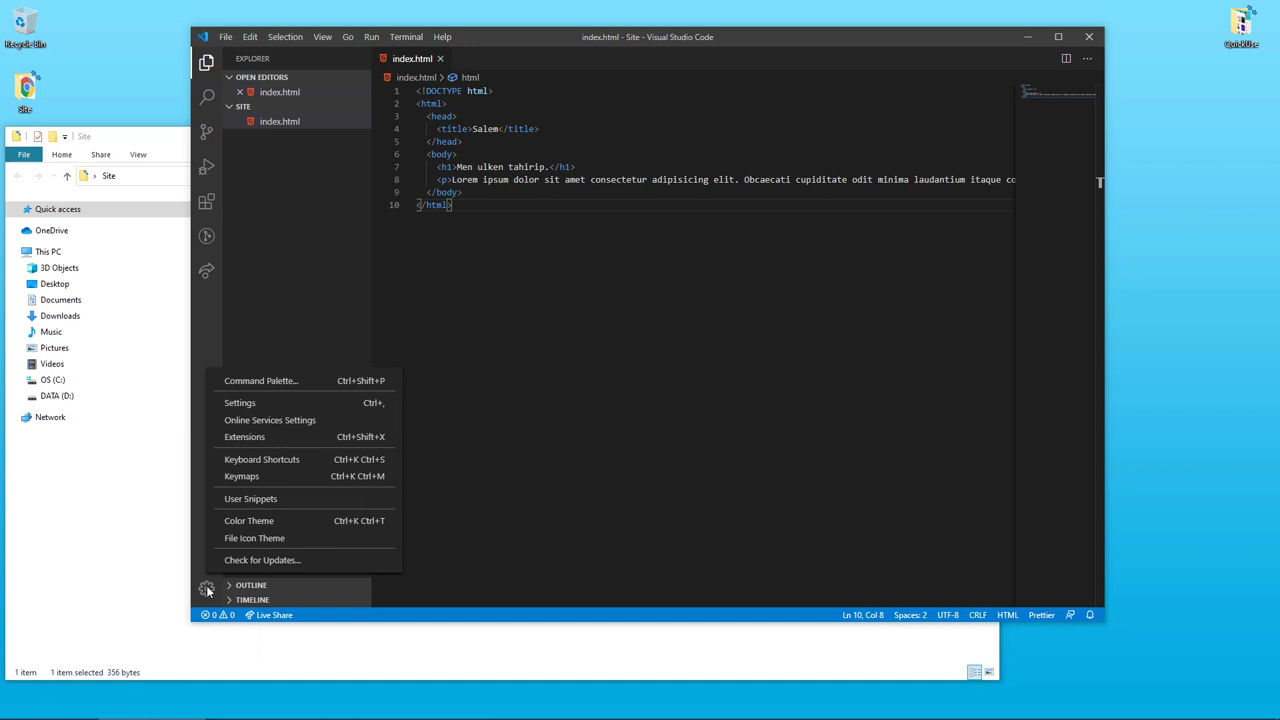 Recycle Bin
Site
QuickUse
File Edit Selection View Go Run Terminal Help
index.html - Site - Visual Studio Code
EXPLORER
OPEN EDITORS
index.html
SITE
index.html
index.html
index.html > html
1 <!DOCTYPE html>
2 <html>
3 <head>
4 <title>Salem</title>
5 </head>
6 <body>
7 <h1>Men ulken tahirip.</h1>
8 <p>Lorem ipsum dolor sit amet consectetur adipisicing elit. Obcaecati cupiditate odit minima laudantium itaque co
9 </body>
10 </html>
Site
File Home Share View
Site
Quick access
OneDrive
This PC
3D Objects
Desktop
Documents
Downloads
Music
Pictures
Videos
OS (C:)
DATA (D:)
Network
Command Palette... Ctrl+Shift+P
Settings Ctrl+,
Online Services Settings
Extensions Ctrl+Shift+X
Keyboard Shortcuts Ctrl+K Ctrl+S
Keymaps Ctrl+K Ctrl+M
User Snippets
Color Theme Ctrl+K Ctrl+T
File Icon Theme
Check for Updates...
OUTLINE
TIMELINE
0 0 Live Share
Ln 10, Col 8 Spaces: 2 UTF-8 CRLF HTML Prettier
1 item 1 item selected 356 bytes